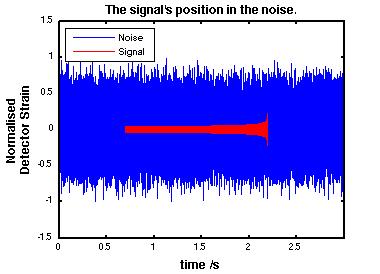 The signal's position in the noise.
Noise
Signal
Normalised
Detector Strain
1.5
1
0.5
0
-0.5
-1
-1.5
0
0.5
1
1.5
2
2.5
time /s